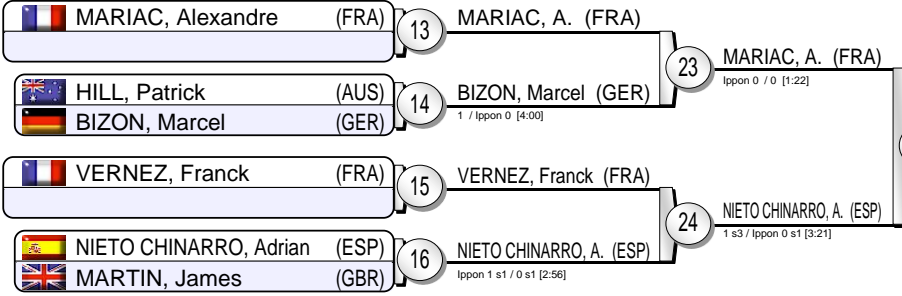 MARIAC, Alexandre (FRA)
13
MARIAC, A. (FRA)
HILL, Patrick (AUS)
BIZON, Marcel (GER)
14
BIZON, Marcel (GER)
1 / Ippon 0 [4:00]
23
MARIAC, A. (FRA)
Ippon 0 / 0 [1:22]
VERNEZ, Franck (FRA)
15
VERNEZ, Franck (FRA)
NIETO CHINARRO, Adrian (ESP)
MARTIN, James (GBR)
16
NIETO CHINARRO, A. (ESP)
Ippon 1 s1 / 0 s1 [2:56]
24
NIETO CHINARRO, A. (ESP)
1 s3 / Ippon 0 s1 [3:21]